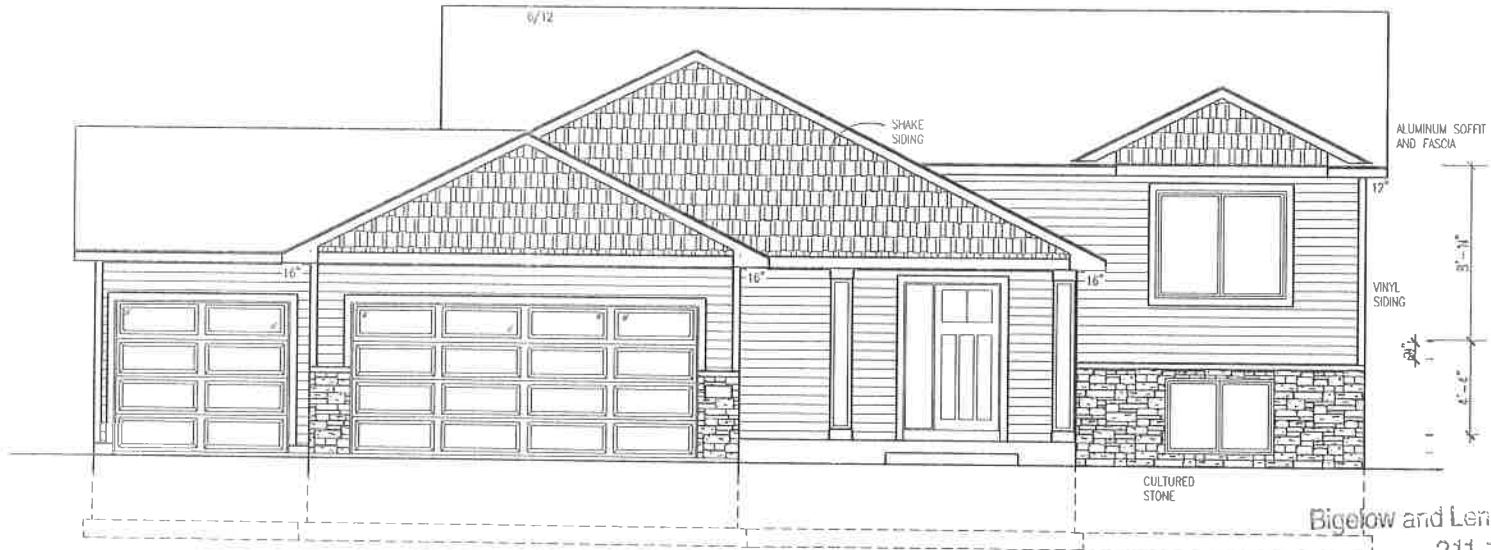 6/12
SHAKE
SIDING
ALUMINUM SOFFIT
AND FASCIA
12"
16"
16"
16"
VINYL
SIDING
CULTURED
STONE
Bigelow and Len